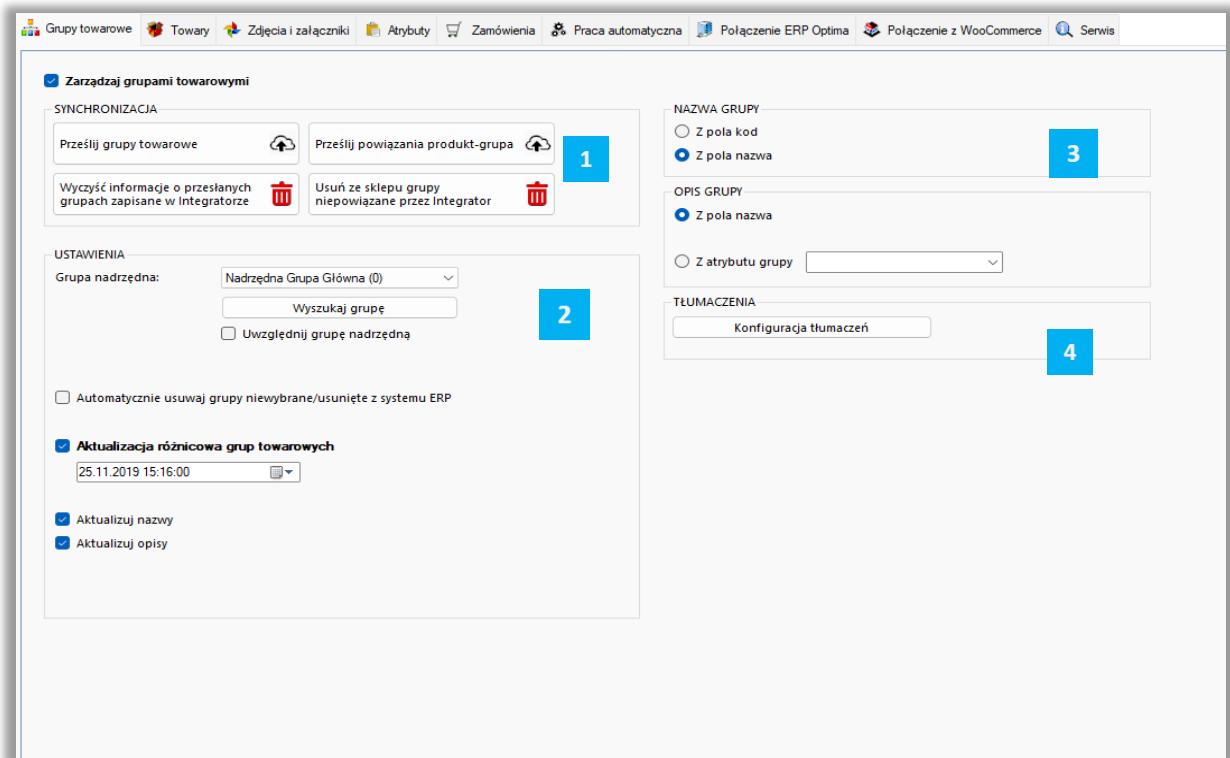 Grupy towarowe
Towary
Zdjęcia i załączniki
Atrybuty
Zamówienia
Praca automatyczna
Połączenie ERP Optima
Połączenie z WooCommerce
Serwis
Zarządzaj grupami towarowymi
SYNCHRONIZACJA
Prześlij grupy towarowe
Prześlij powiązania produkt-grupa
1
Wyczyść informacje o przesłanych
grupach zapisane w Integratorze
Usuń ze sklepu grupy
niepowiązane przez Integrator
USTAWIENIA
Grupa nadrzędna:
Nadrzędna Grupa Główna (0)
Wyszukaj grupę
2
Uwzględnij grupę nadrzędną
Automatycznie usuwaj grupy niewybrane/usunięte z systemu ERP
Aktualizacja różnicowa grup towarowych
25.11.2019 15:16:00
Aktualizuj nazwy
Aktualizuj opisy
NAZWA GRUPY
Z pola kod
Z pola nazwa
3
OPIS GRUPY
Z pola nazwa
Z atrybutu grupy
TŁUMACZENIA
Konfiguracja tłumaczeń
4